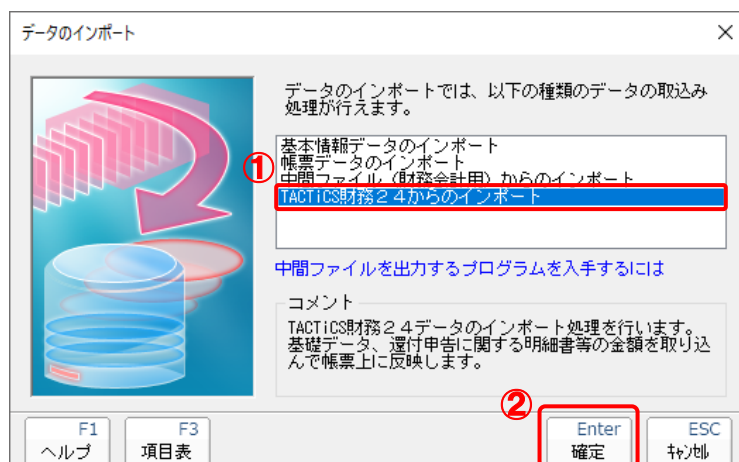 データのインポート
データのインポートでは、以下の種類のデータの取込み
処理が行えます。
基本情報データのインポート
帳票データのインポート
①
中間ファイル（財務会計用）からのインポート
TACTiCS財務２４からのインポート
中間ファイルを出力するプログラムを入手するには
コメント
TACTiCS財務２４データのインポート処理を行います。
基礎データ、還付申告に関する明細書等の金額を取り込
んで帳票上に反映します。
②
F1
ヘルプ
F3
項目表
Enter
確定
ESC
ｷｬﾝｾﾙ